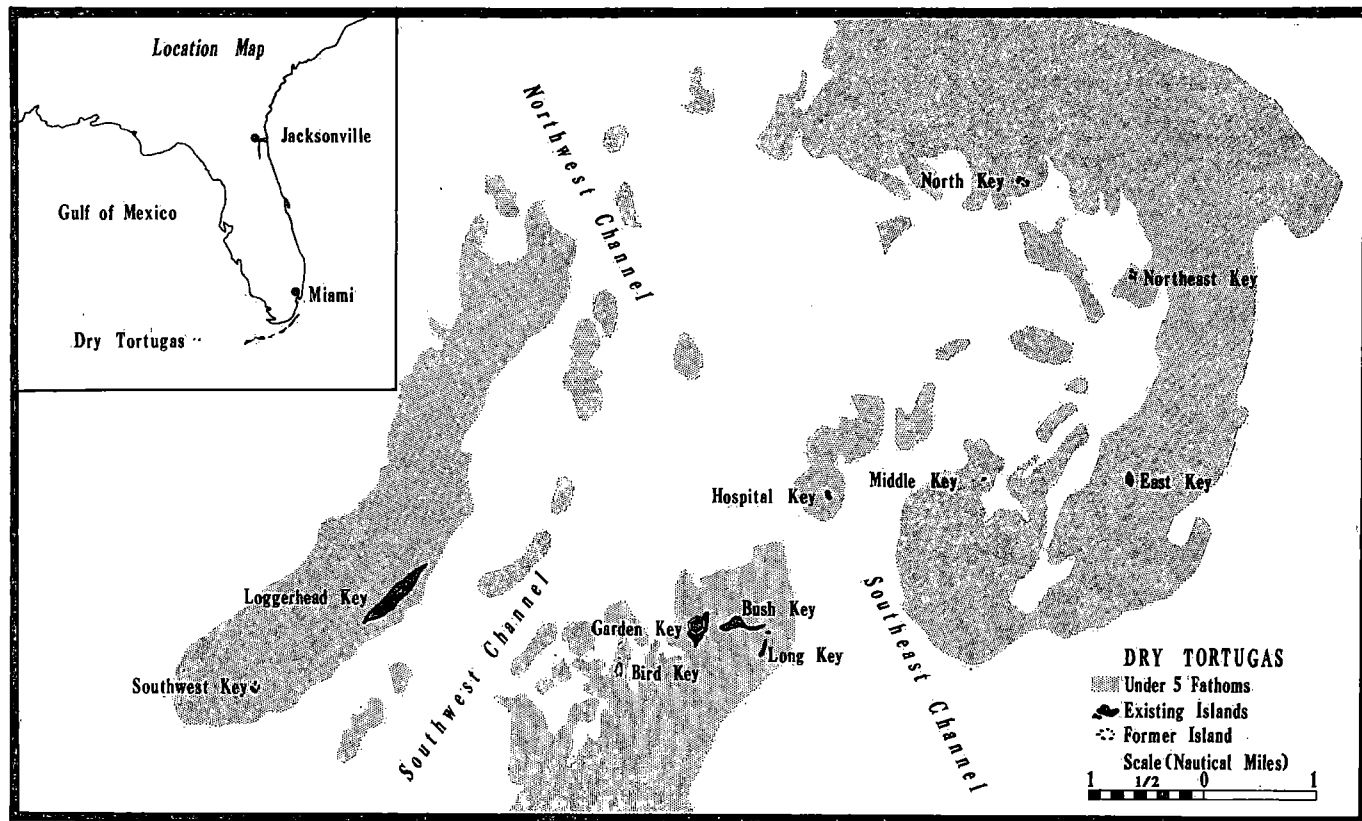 Location Map
Jacksonville
Gulf of Mexico
Miami
Dry Tortugas
Northwest Channel
North Key
Northeast Key
Hospital Key
Middle Key
East Key
Loggerhead Key
Southwest Key
Southwest Channel
Garden Key
Bush Key
Long Key
Bird Key
Southeast Channel
DRY TORTUGAS
Under 5 Fathoms
Existing Islands
Former Island
Scale (Nautical Miles)
1 1/2 0 1